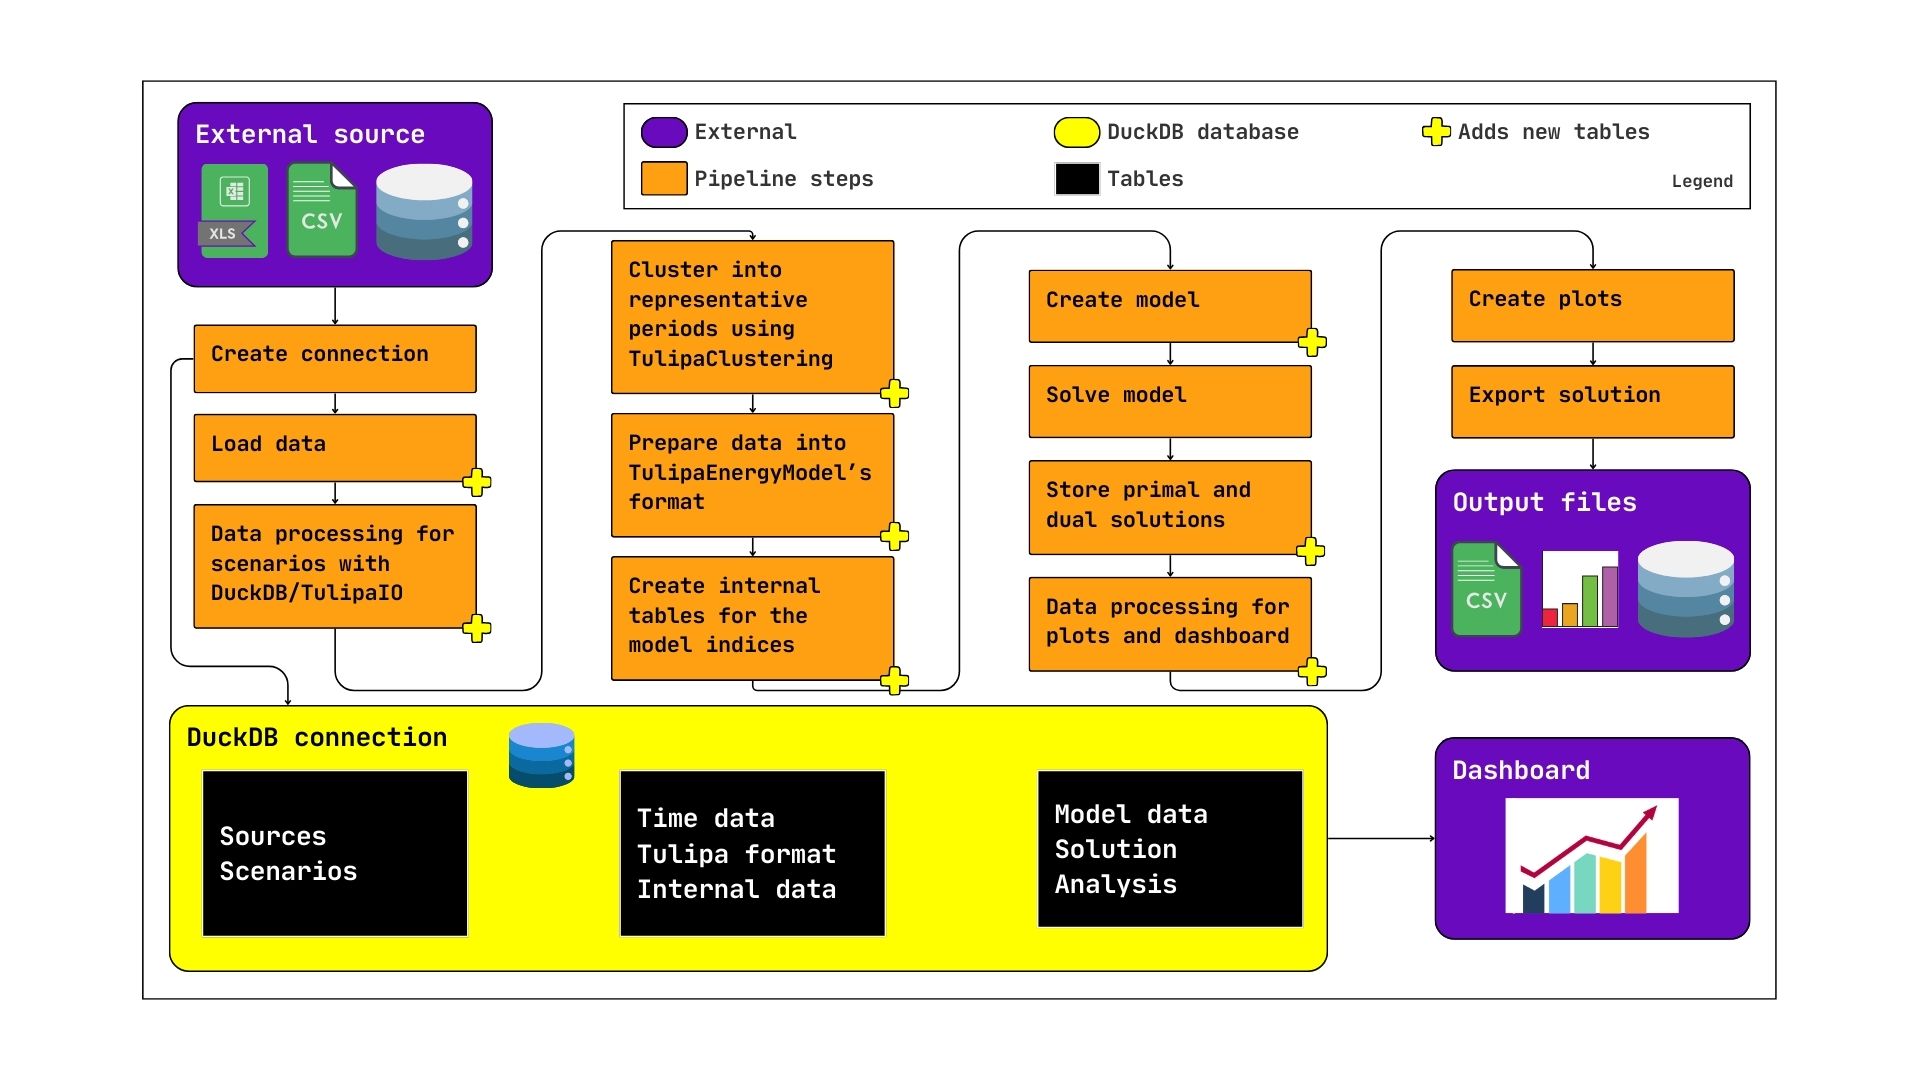 External source
XLS
CSV
External
DuckDB database
Adds new tables
Pipeline steps
Tables
Legend
Create connection
Load data
Data processing for
scenarios with
DuckDB/TulipaIO
Cluster into
representative
periods using
TulipaClustering
Prepare data into
TulipaEnergyModel’s
format
Create internal
tables for the
model indices
Create model
Solve model
Store primal and
dual solutions
Data processing for
plots and dashboard
Create plots
Export solution
Output files
CSV
DuckDB connection
Sources
Scenarios
Time data
Tulipa format
Internal data
Model data
Solution
Analysis
Dashboard